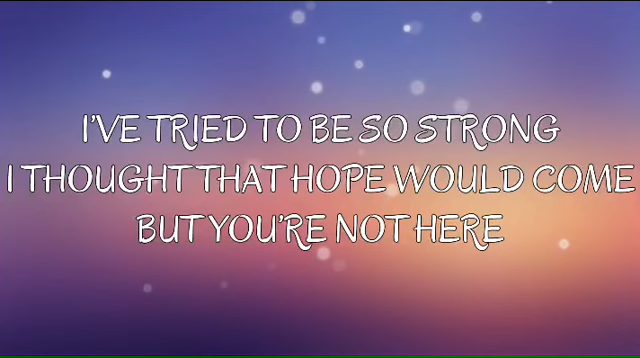 I'VE TRIED TO BE SO STRONG
I THOUGHT THAT HOPE WOULD COME
BUT YOU'RE NOT HERE